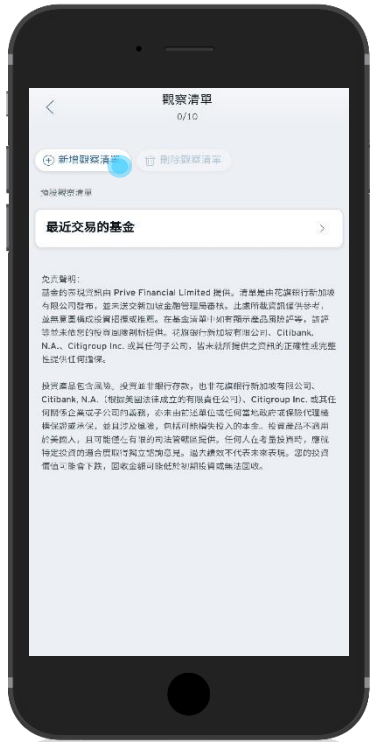 觀察清單
0/10
新增觀察清單
刪除觀察清單
預設觀察清單
最近交易的基金
免責聲明：
基金的表現資訊由 Prive Financial Limited 提供。清單是由花旗銀行新加坡
有限公司發布，並未送交新加坡金融管理局審核。此處所載資訊僅供參考，
並無意圖構成投資招攬或推薦。在基金清單中如有顯示產品風險評等，該評
等並未依您的投資風險剖析提供。花旗銀行新加坡有限公司、Citibank,
N.A.、Citigroup Inc. 或其任何子公司，皆未就所提供之資訊的正確性或完整
性提供任何擔保。
投資產品包含風險。投資並非銀行存款，也非花旗銀行新加坡有限公司、
Citibank, N.A.（根據美國法律成立的有限責任公司）、Citigroup Inc. 或其任
何關係企業或子公司的義務，亦未由前述單位或任何當地政府或保險代理機
構保證或承保，並且涉及風險，包括可能損失投入的本金。投資產品不適用
於美國人，且可能僅在有限的司法管轄區提供。任何人在考量投資時，應就
特定投資的適合度取得獨立諮詢意見。過去績效不代表未來表現。您的投資
價值可能會下跌，回收金額可能低於初期投資或無法回收。